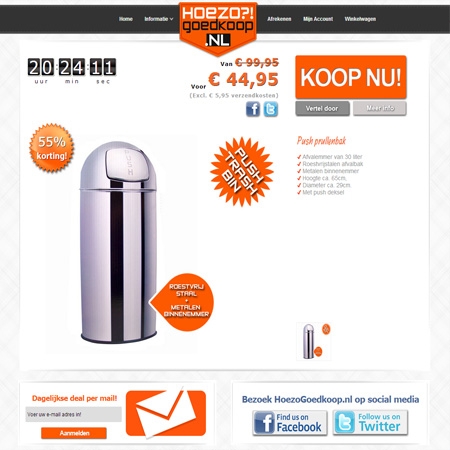 Home Informatie HOEZO?! Afrekenen Mijn Account Winkelwagen
goedkoop
.NL
20:24:11
uur min sec
Van € 99,95
Voor € 44,95
(Excl. € 5,95 verzendkosten)
KOOP NU!
Vertel door Meer info
55%
korting!
PUSH
TRASH
BIN
Push prullenbak
Afvalemmer van 30 liter
Roestvrijstalen afvalbak
Metalen binnenemmer
Hoogte ca. 65cm,
Diameter ca. 29cm
Met push-deksel
PUSH
ROESTVRIJ
STAAL
+
METALEN
BINNENEMMER
Dagelijkse deal per mail!
Uw voer e-mail adres in!
Aanmelden
Bezoek HoezoGoedkoop.nl op social media
Find us on
Facebook
Follow us on
Twitter